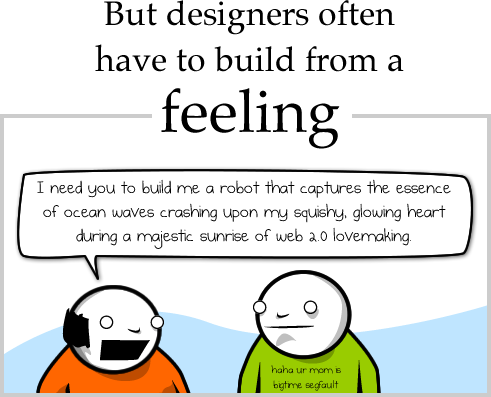 But designers often
have to build from a
feeling
I need you to build me a robot that captures the essence
of ocean waves crashing upon my squishy, glowing heart
during a majestic sunrise of web 2.0 lovemaking.
haha ur mom is
bigtime segfault